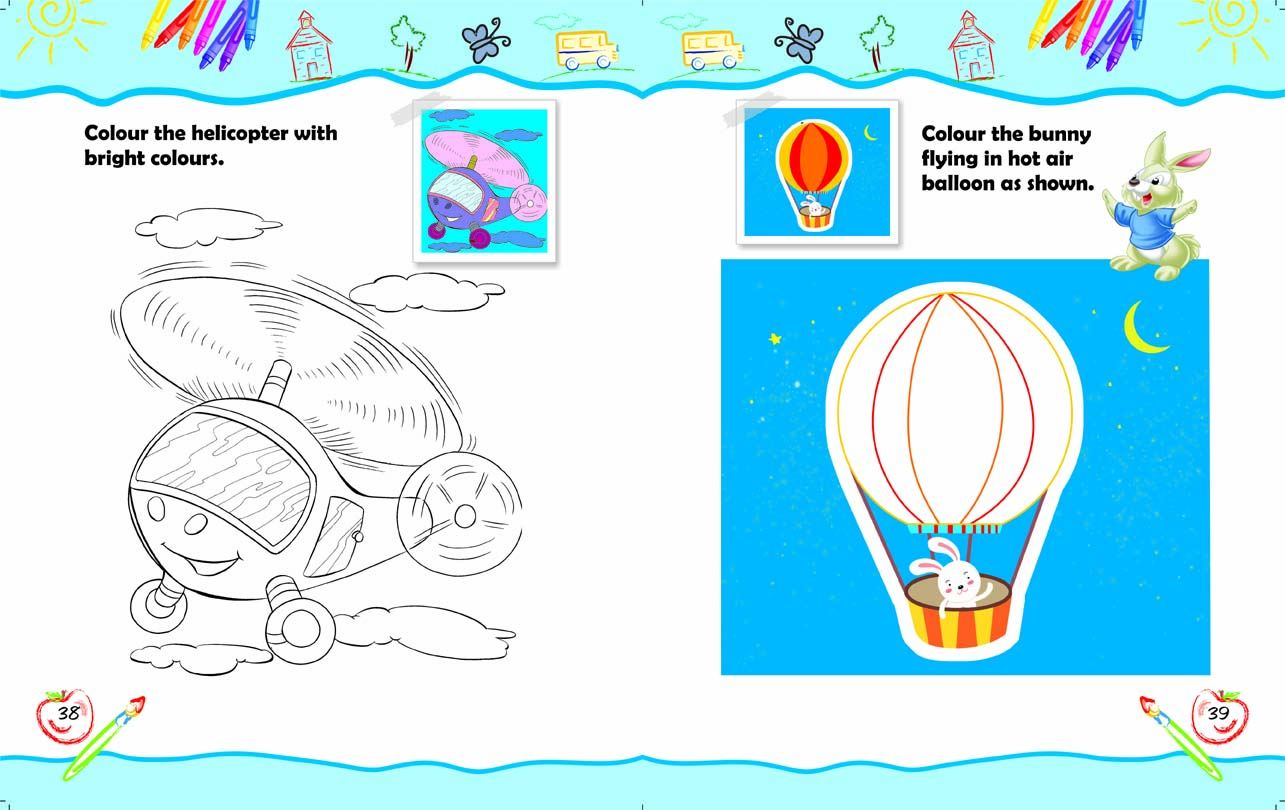 Colour the helicopter with
bright colours.
Colour the bunny
flying in hot air
balloon as shown.
38
39